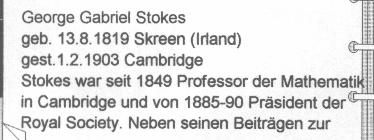 George Gabriel Stokes
geb. 13.8.1819 Skreen (Irland)
gest.1.2.1903 Cambridge
Stokes war seit 1849 Professor der Mathematik
in Cambridge und von 1885-90 Präsident der
Royal Society. Neben seinen Beiträgen zur